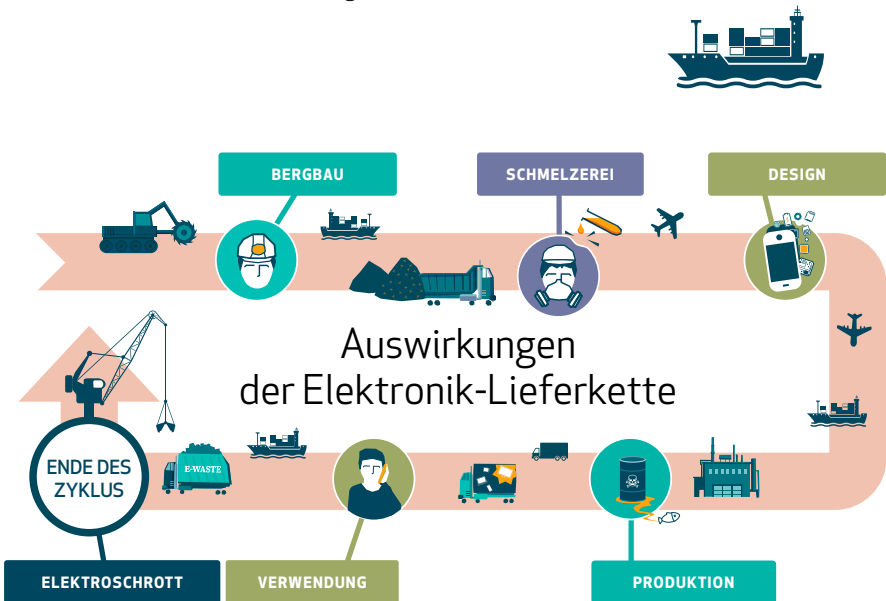 BERGBAU
SCHMELZEREI
DESIGN
Auswirkungen
der Elektronik-Lieferkette
ENDE DES
ZYKLUS
E-WASTE
ELEKTROSCHROTT
VERWENDUNG
PRODUKTION